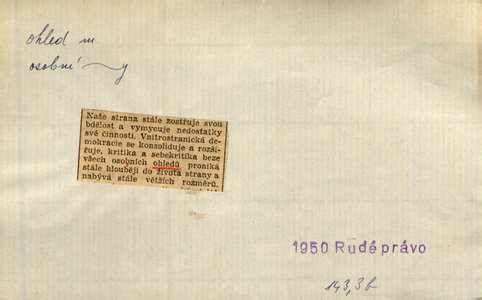 ohled m
osobní ~y
Naše strana stále zostřuje svou
bdělost a vymycuje nedostatky
své činnosti. Vnitrostranická de-
mokracie se konsoliduje a rozši-
řuje, kritika a sebekritika beze
všech osobních ohledů proniká
stále hlouběji do života strany a
nabývá stále větších rozměrů.
1950 Rudé právo
143,3b